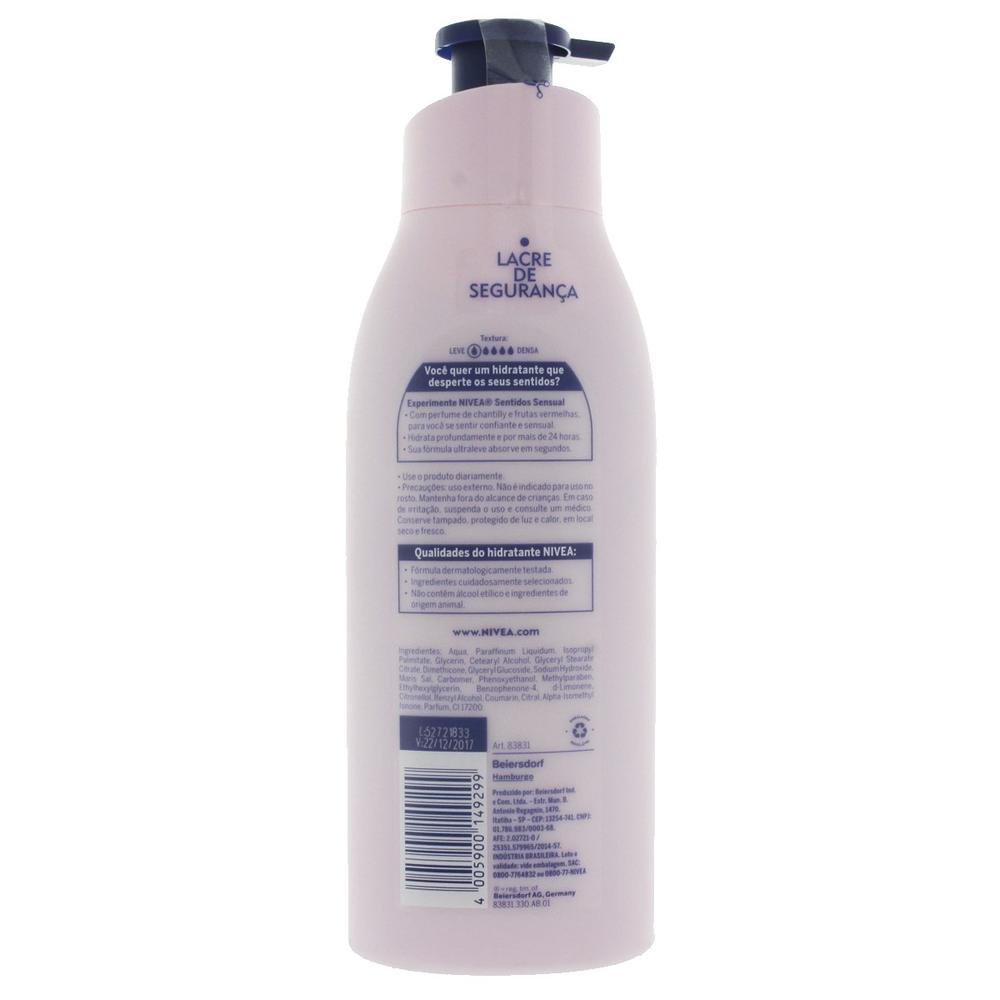 LACRE
DE
SEGURANÇA
Textura:
LEVE DENSA
Você quer um hidratante que
desperte os seus sentidos?
Experimente NIVEA® Sentidos Sensual
• Com perfume de chantilly e frutas vermelhas,
para você se sentir confiante e sensual.
• Hidrata profundamente e por mais de 24 horas.
• Sua fórmula ultraleve absorve em segundos.
• Use o produto diariamente.
• Precauções: uso externo. Não é indicado para uso no
rosto. Mantenha fora do alcance de crianças. Em caso
de irritação, suspenda o uso e consulte um médico.
Conserve tampado, protegido de luz e calor, em local
seco e fresco.
Qualidades do hidratante NIVEA:
• Fórmula dermatologicamente testada.
• Ingredientes cuidadosamente selecionados.
• Não contém álcool etílico e ingredientes de
origem animal.
www.NIVEA.com
Ingredientes: Aqua, Paraffinum Liquidum, Isopropyl
Palmitate, Glycerin, Cetearyl Alcohol, Glyceryl Stearate
Citrate, Dimethicone, Glyceryl Glucoside, Sodium Hydroxide,
Maris Sal, Carbomer, Phenoxyethanol, Methylparaben,
Ethylhexylglycerin, Benzophenone-4, d-Limonene,
Citronellol, Benzyl Alcohol, Coumarin, Citral, Alpha-Isomethyl
Ionone, Parfum, CI 17200.
L:52721833
V:22/12/2017
Art. 83831
4 005900 149299
Beiersdorf
Hamburgo
Produzido por: Beiersdorf Ind.
e Com. Ltda. – Estr. Mun. B.
Antonio Ragagnin, 1470.
Itatiba – SP – CEP: 13254-741. CNPJ:
01.786.983/0003-68.
AFE: 2.02721-0 /
25351.579965/2014-57.
INDÚSTRIA BRASILEIRA. Lote e
validade: vide embalagem. SAC:
0800-7764832 ou 0800-77-NIVEA
® = reg. tm. of
Beiersdorf AG, Germany
83831.330.AB.01